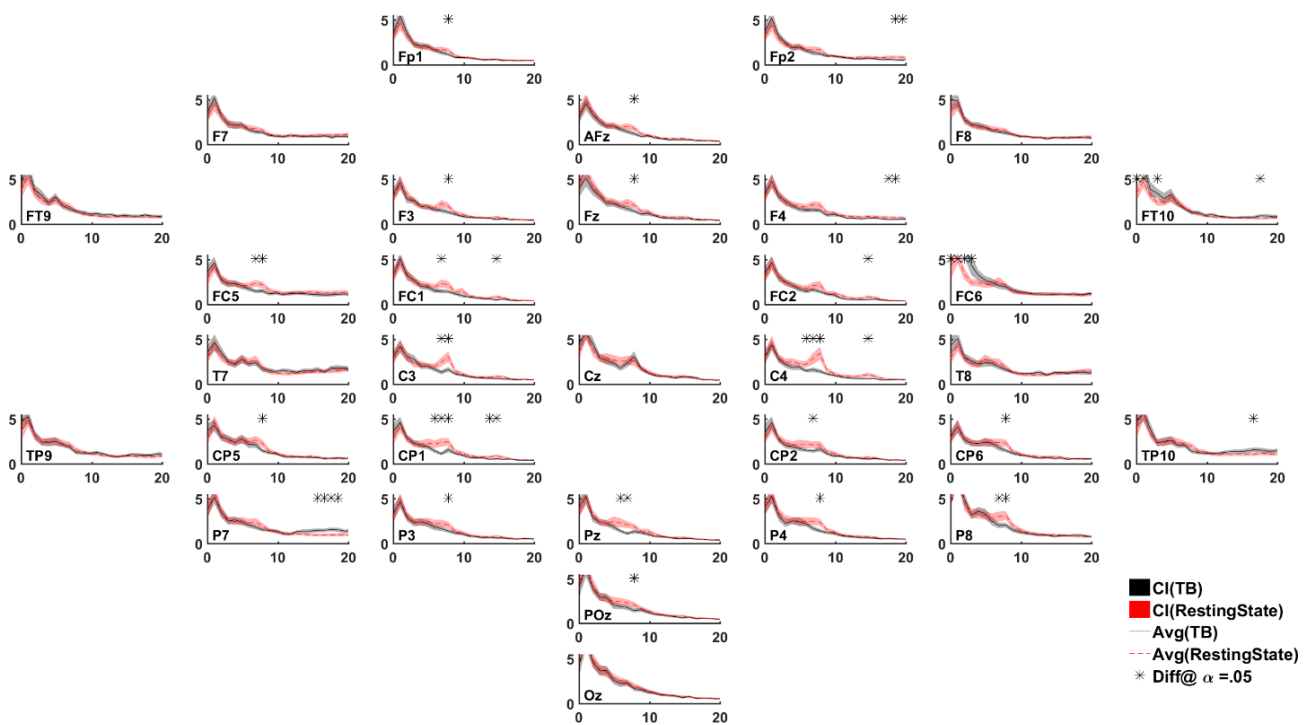 5 5
Fp1 Fp2
0 0
0 10 20 0 10 20
5 5 5
F7 AFz F8
0 0 0
0 10 20 0 10 20 0 10 20
5 5 5 5 5
FT9 F3 Fz F4 FT10
0 0 0 0 0
0 10 20 0 10 20 0 10 20 0 10 20 0 10 20
5 5 5 5
FC5 FC1 FC2 FC6
0 0 0 0
0 10 20 0 10 20 0 10 20 0 10 20
5 5 5 5 5
T7 C3 Cz C4 T8
0 0 0 0 0
0 10 20 0 10 20 0 10 20 0 10 20 0 10 20
5 5 5 5 5 5
TP9 CP5 CP1 CP2 CP6 TP10
0 0 0 0 0 0
0 10 20 0 10 20 0 10 20 0 10 20 0 10 20 0 10 20
5 5 5 5 5
P7 P3 Pz P4 P8
0 0 0 0 0
0 10 20 0 10 20 0 10 20 0 10 20 0 10 20
5
POz
0
0 10 20
5
Oz
0
0 10 20
CI(TB)
CI(RestingState)
Avg(TB)
Avg(RestingState)
Diff@ α =.05